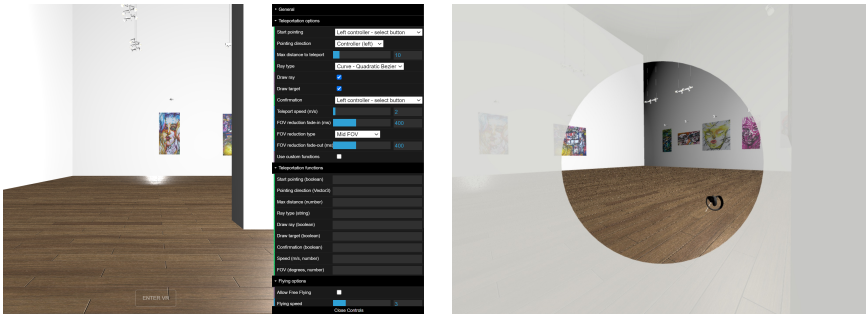 General
Teleportation options
Start pointing Left controller - select button
Pointing direction Controller (left)
Max distance to teleport 10
Ray type Curve - Quadratic Bezier
Draw ray
Draw target
Confirmation Left controller - select button
Teleport speed (m/s) 2
FOV reduction fade-in (ms) 400
FOV reduction type Mid FOV
FOV reduction fade-out (ms) 400
Use custom functions
Teleportation functions
Start pointing (boolean)
Pointing direction (Vector3)
Max distance (number)
Ray type (string)
Draw ray (boolean)
Draw target (boolean)
Confirmation (boolean)
Speed (m/s, number)
FOV (degrees, number)
Flying options
Allow Free Flying
Flying speed 5
Close Controls
ENTER VR